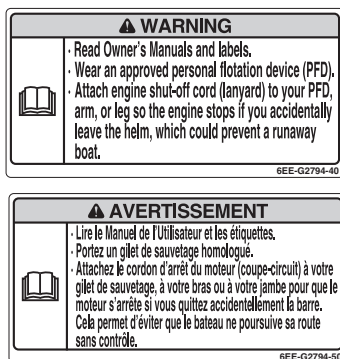 WARNING
· Read Owner's Manuals and labels.
· Wear an approved personal flotation device (PFD).
· Attach engine shut-off cord (lanyard) to your PFD,
arm, or leg so the engine stops if you accidentally
leave the helm, which could prevent a runaway
boat.
6EE-G2794-40
AVERTISSEMENT
· Lire le Manuel de l'Utilisateur et les étiquettes.
· Portez un gilet de sauvetage homologué.
· Attachez le cordon d'arrêt du moteur (coupe-circuit) à votre
gilet de sauvetage, à votre bras ou à votre jambe pour que le
moteur s'arrête si vous quittez accidentellement la barre.
Cela permet d'éviter que le bateau ne poursuive sa route
sans contrôle.
6EE-G2794-50